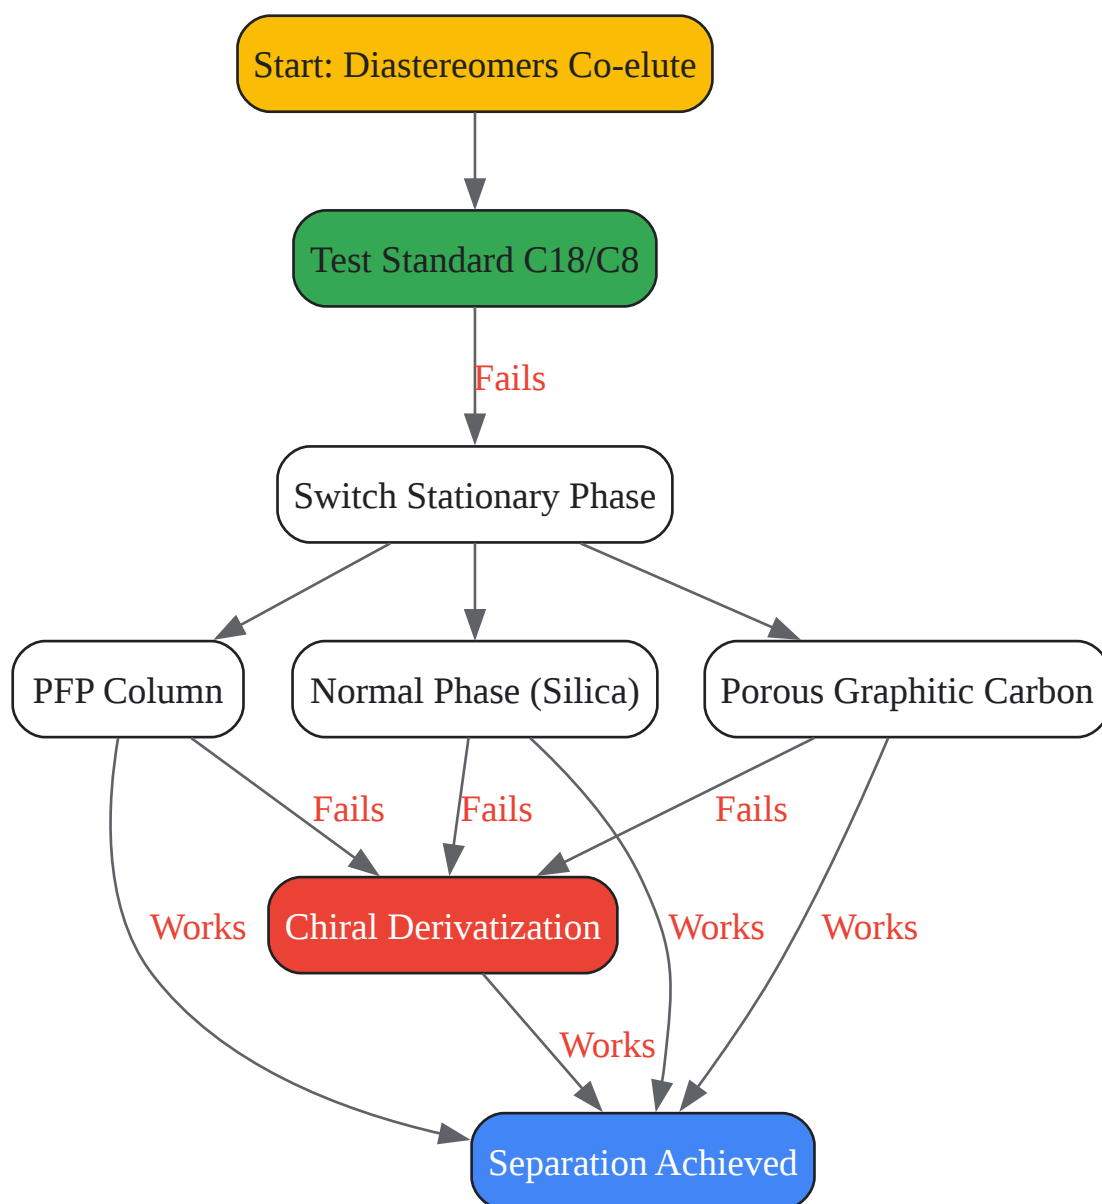 Start: Diastereomers Co-elute
Test Standard C18/C8
Fails
Switch Stationary Phase
PFP Column
Normal Phase (Silica)
Porous Graphitic Carbon
Fails
Fails
Fails
Chiral Derivatization
Works
Works
Works
Works
Separation Achieved